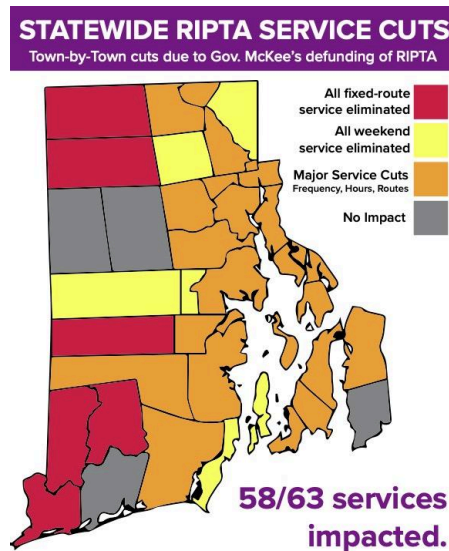 STATEWIDE RIPTA SERVICE CUTS
Town-by-Town cuts due to Gov. McKee's defunding of RIPTA
All fixed-route
service eliminated
All weekend
service eliminated
Major Service Cuts
Frequency, Hours, Routes
No Impact
58/63 services
impacted.